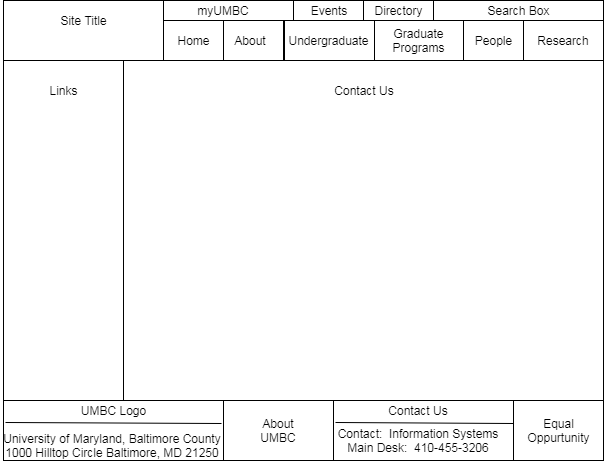 Site Title
myUMBC
Events
Directory
Search Box
Home
About
Undergraduate
Graduate
Programs
People
Research
Links
Contact Us
UMBC Logo
University of Maryland, Baltimore County
1000 Hilltop Circle Baltimore, MD 21250
About
UMBC
Contact Us
Contact:  Information Systems
Main Desk:  410-455-3206
Equal
Opportunity